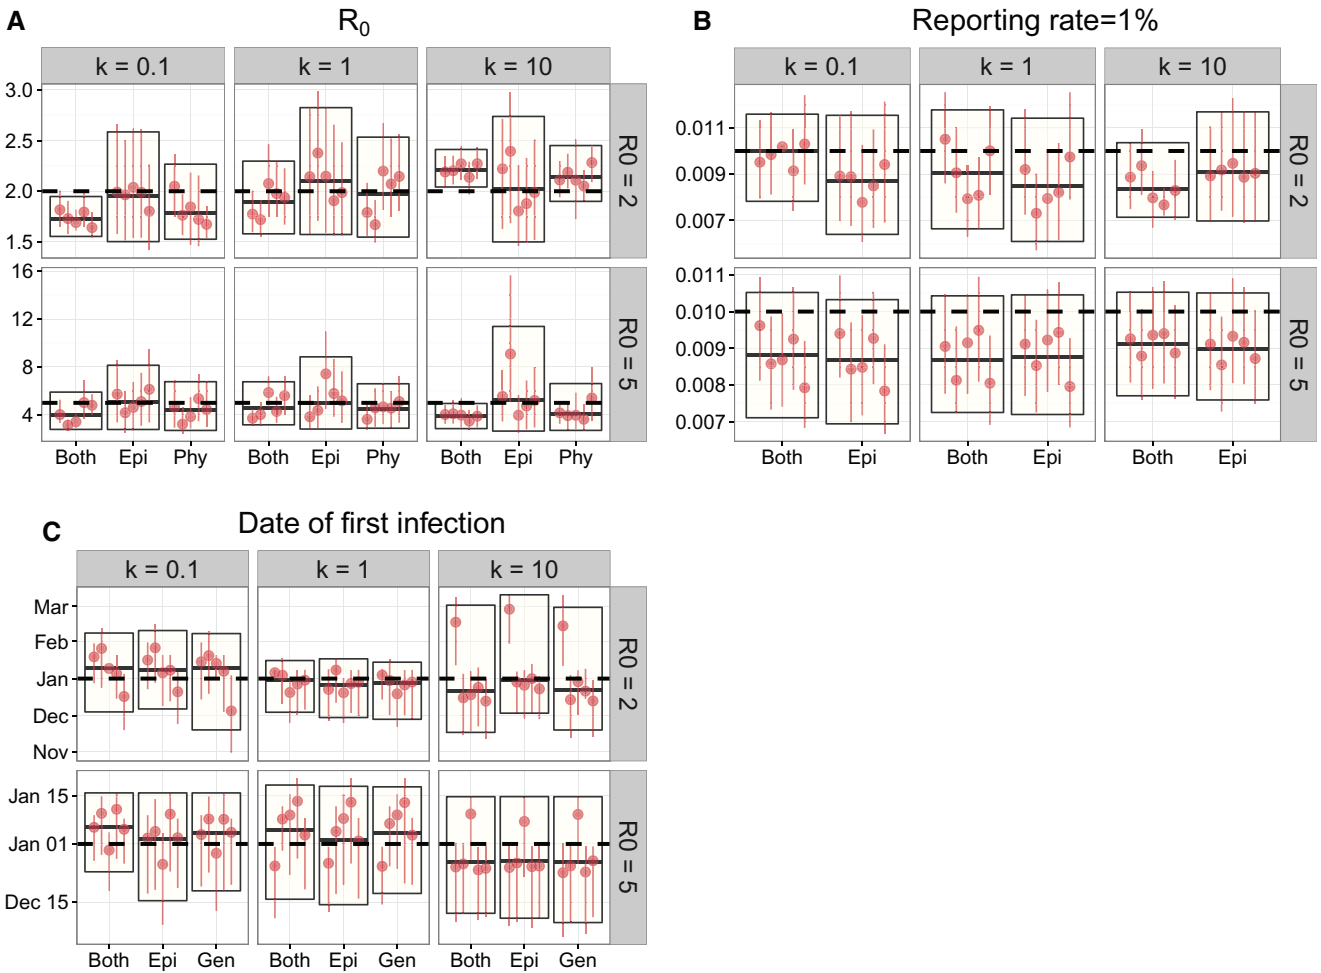 A
R0
k = 0.1
k = 1
k = 10
3.0
2.5
2.0
1.5
R0 = 2
16
12
8
4
R0 = 5
Both
Epi
Phy
Both
Epi
Phy
Both
Epi
Phy
B
Reporting rate=1%
k = 0.1
k = 1
k = 10
0.011
0.009
0.007
R0 = 2
0.011
0.010
0.009
0.008
0.007
R0 = 5
Both
Epi
Both
Epi
Both
Epi
C
Date of first infection
k = 0.1
k = 1
k = 10
Mar
Feb
Jan
Dec
Nov
R0 = 2
Jan 15
Jan 01
Dec 15
R0 = 5
Both
Epi
Gen
Both
Epi
Gen
Both
Epi
Gen